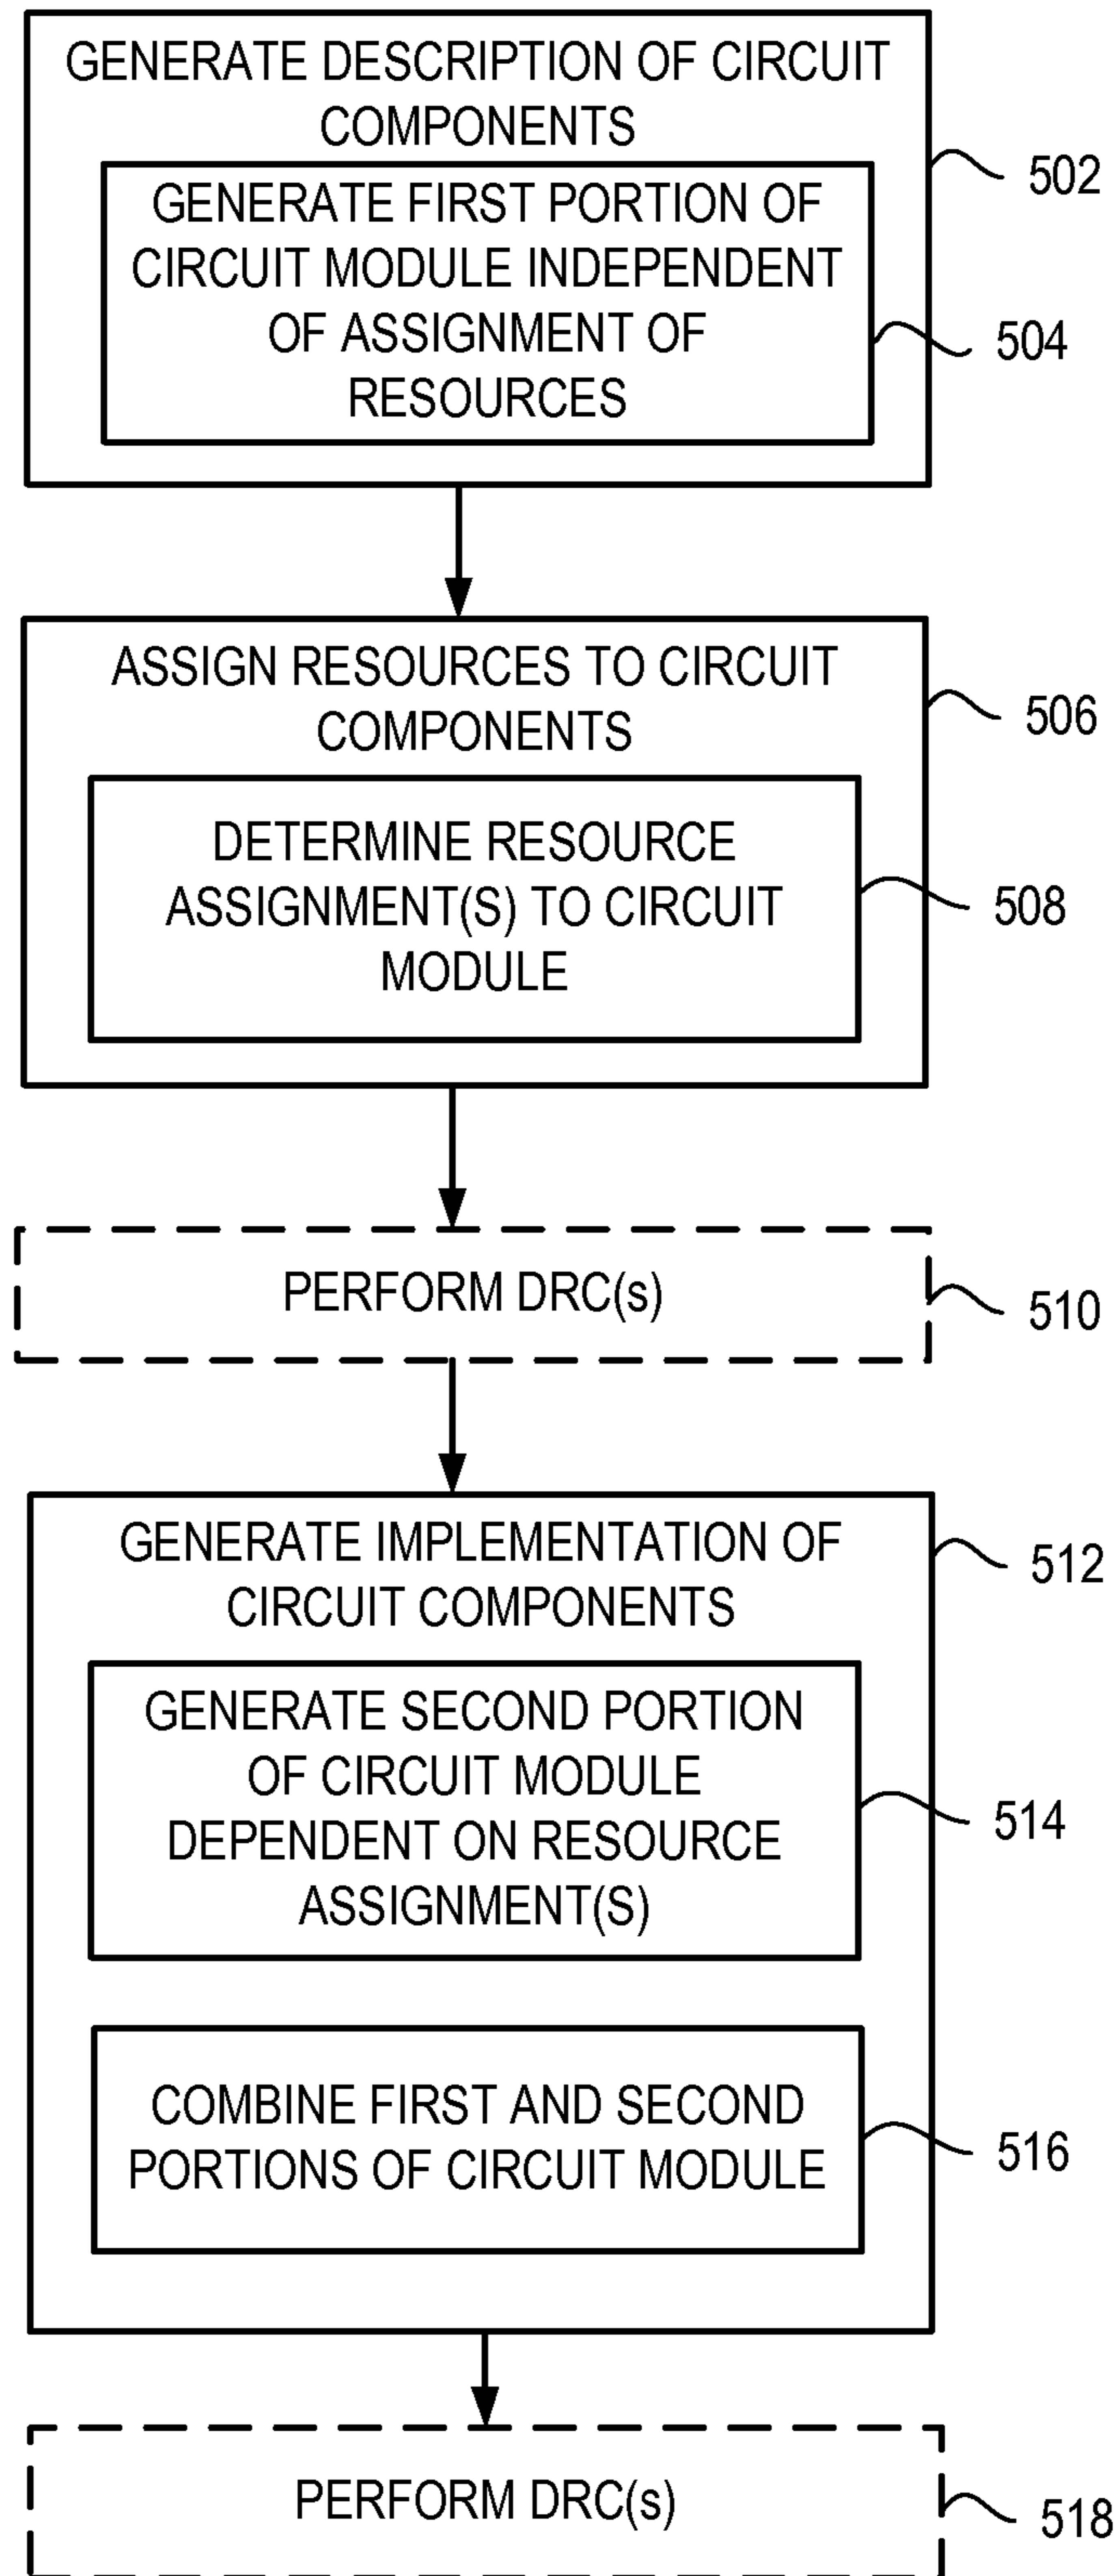 GENERATE DESCRIPTION OF CIRCUIT
COMPONENTS
502
GENERATE FIRST PORTION OF
CIRCUIT MODULE INDEPENDENT
OF ASSIGNMENT OF
RESOURCES
504
ASSIGN RESOURCES TO CIRCUIT
COMPONENTS
506
DETERMINE RESOURCE
ASSIGNMENT(S) TO CIRCUIT
MODULE
508
PERFORM DRC(s)
510
GENERATE IMPLEMENTATION OF
CIRCUIT COMPONENTS
512
GENERATE SECOND PORTION
OF CIRCUIT MODULE
DEPENDENT ON RESOURCE
ASSIGNMENT(S)
514
COMBINE FIRST AND SECOND
PORTIONS OF CIRCUIT MODULE
516
PERFORM DRC(s)
518